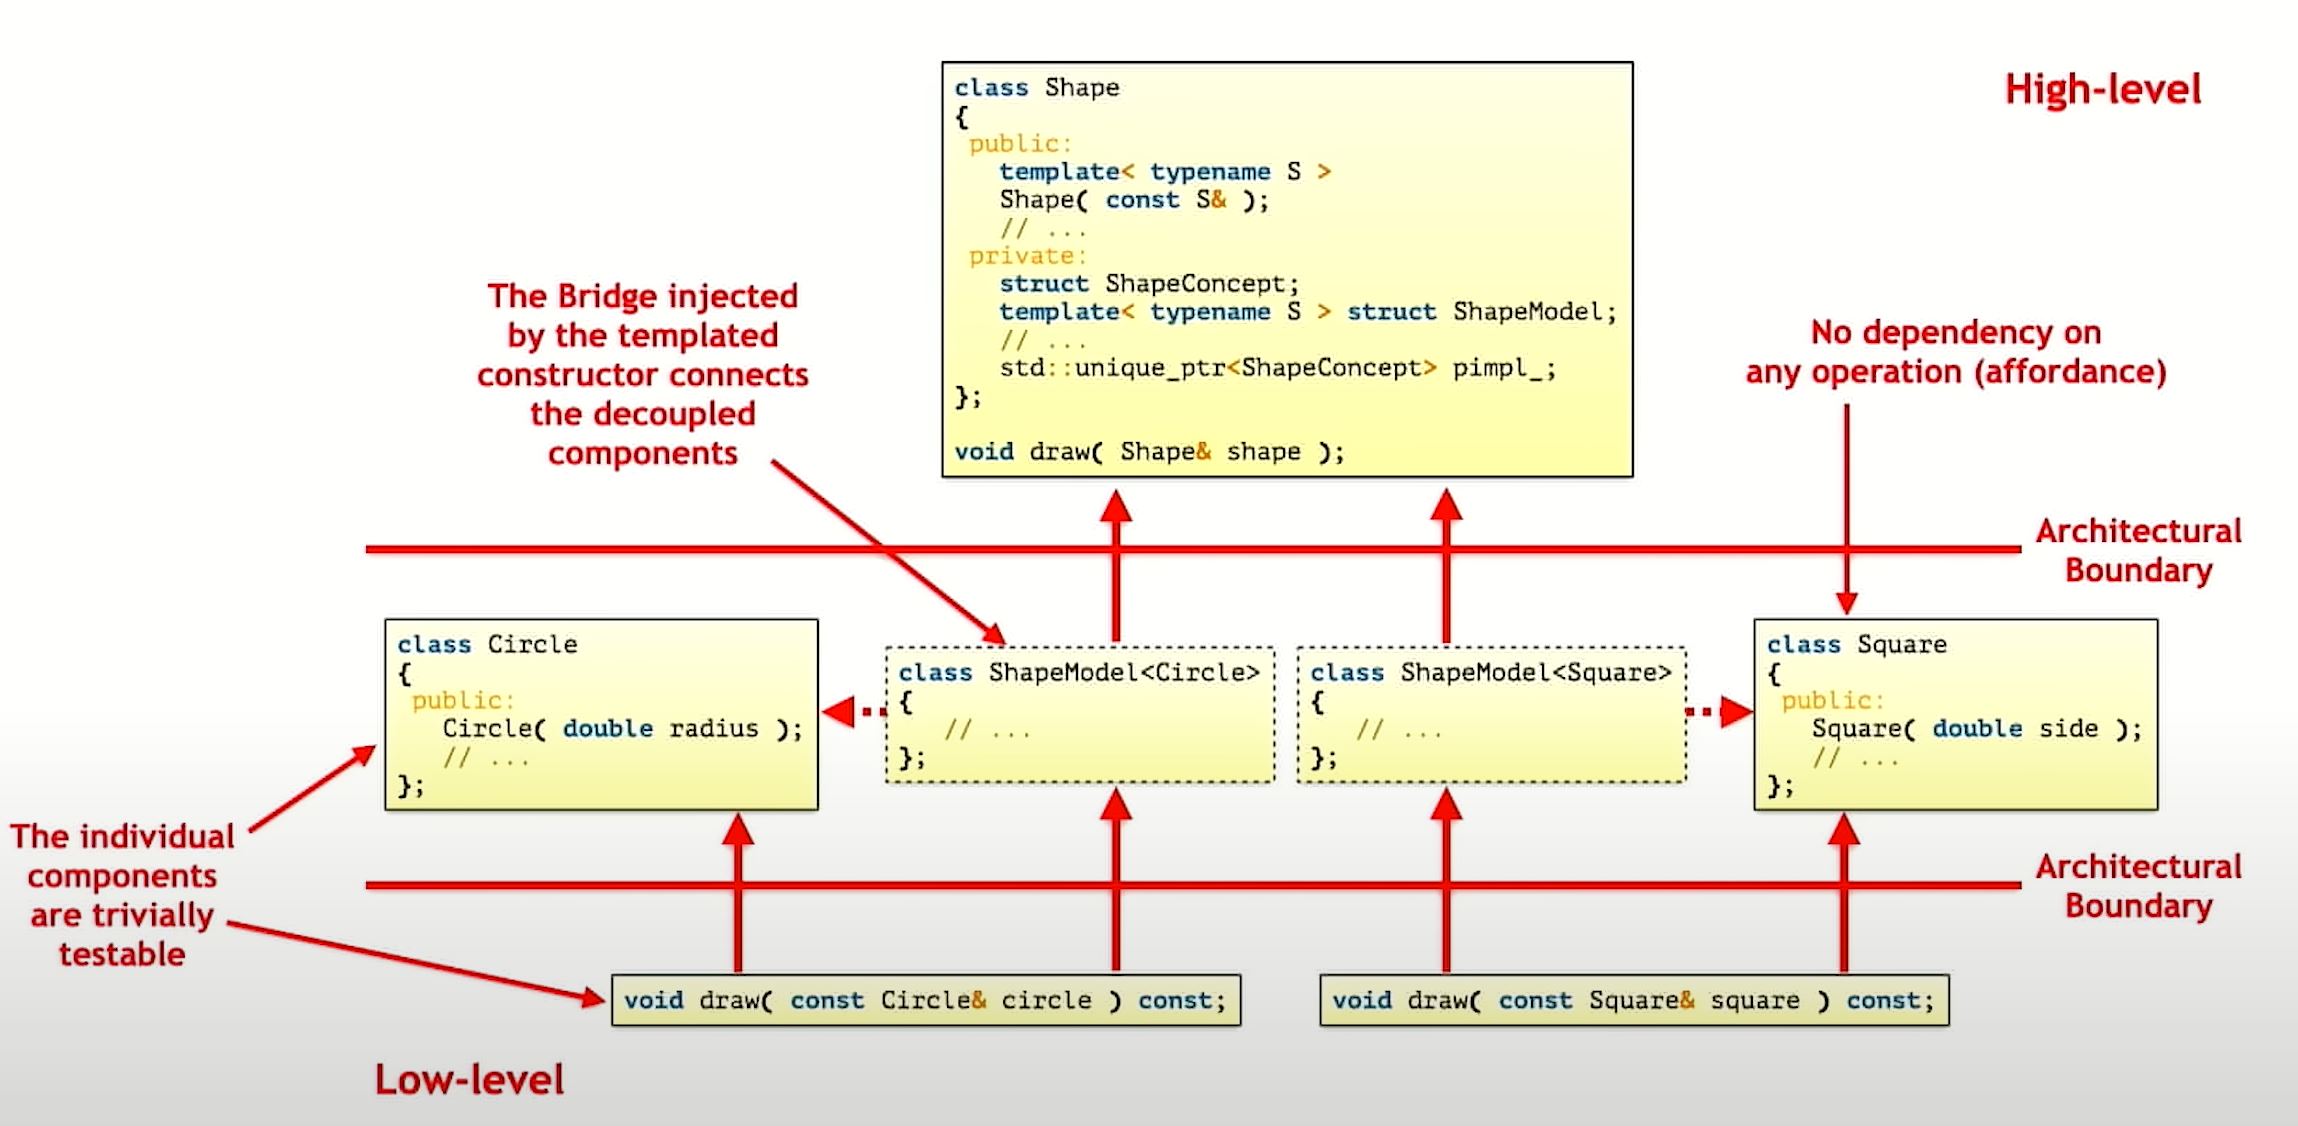 High-level
class Shape
{
public:
template< typename S >
Shape( const S& );
// ...
private:
struct ShapeConcept;
template< typename S > struct ShapeModel;
// ...
std::unique_ptr<ShapeConcept> pimpl_;
};
void draw( Shape& shape );
The Bridge injected
by the templated
constructor connects
the decoupled
components
No dependency on
any operation (affordance)
Architectural
Boundary
class Circle
{
public:
Circle( double radius );
// ...
};
class ShapeModel<Circle>
{
// ...
};
class ShapeModel<Square>
{
// ...
};
class Square
{
public:
Square( double side );
// ...
};
The individual
components
are trivially
testable
Architectural
Boundary
void draw( const Circle& circle ) const;
void draw( const Square& square ) const;
Low-level